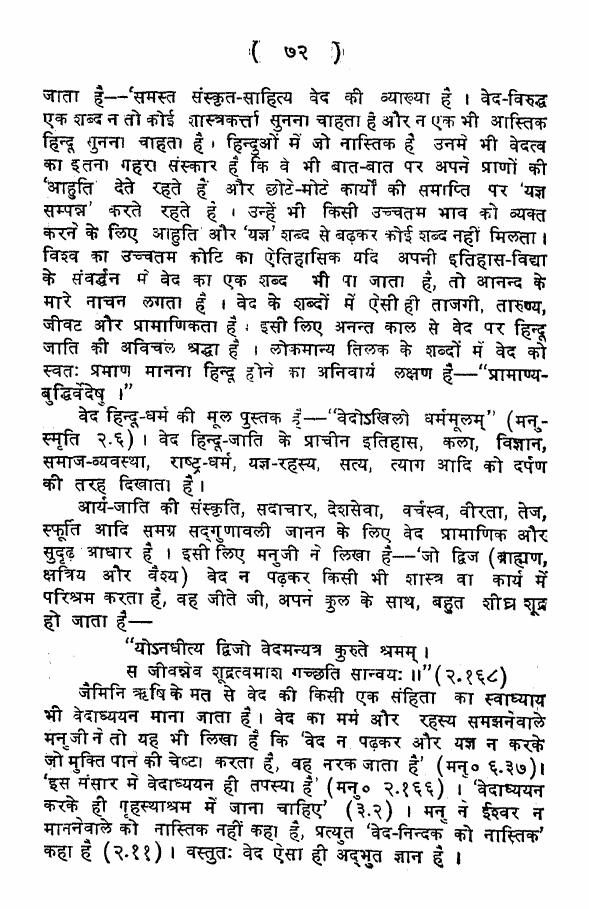 ( ७२ )
जाता है—‘समस्त संस्कृत-साहित्य वेद की व्याख्या है । वेद-विरुद्ध
एक शब्द न तो कोई शास्त्रकर्त्ता सुनना चाहता है और न एक भी आस्तिक
हिन्दू सुनना चाहता है । हिन्दुओं में जो नास्तिक है उनमे भी वेदत्व
का इतना गहरा संस्कार है कि वे भी बात-बात पर अपने प्राणों की
‘आहुति देते रहते हैं और छोटे-मोटे कार्यों की समाप्ति पर ‘यज्ञ
सम्पन्न’ करते रहते हे । उन्हें भी किसी उच्चतम भाव को व्यक्त
करने के लिए आहुति और ‘यज्ञ’ शब्द से बढ़कर कोई शब्द नहीं मिलता ।
विश्व का उच्चतम कोटि का ऐतिहासिक यदि अपनी इतिहास-विद्या
के संवर्द्धन में वेद का एक शब्द भी पा जाता है, तो आनन्द के
मारे नाचन लगता है । वेद के शब्दों में ऐसी ही ताजगी, तारुण्य,
जीवट और प्रामाणिकता है । इसी लिए अनन्त काल से वेद पर हिन्दू
जाति की अविचल श्रद्धा है । लोकमान्य तिलक के शब्दों में वेद को
स्वतः प्रमाण मानना हिन्दू होने का अनिवार्य लक्षण है—“प्रामाण्य-
बुद्धिर्वेदेषु ।”
वेद हिन्दू-धर्म की मूल पुस्तक है—“वेदोऽखिलो धर्ममूलम्” (मनु-
स्मृति २.६) । वेद हिन्दू-जाति के प्राचीन इतिहास, कला, विज्ञान,
समाज-व्यवस्था, राष्ट्र-धर्म, यज्ञ-रहस्य, सत्य, त्याग आदि को दर्पण
की तरह दिखाता है ।
आर्य-जाति की संस्कृति, सदाचार, देशसेवा, वर्चस्व, वीरता, तेज,
स्फूर्ति आदि समग्र सद्गुणावली जानन के लिए वेद प्रामाणिक और
सुदृढ़ आधार है । इसी लिए मनुजी ने लिखा है—‘जो द्विज (ब्राह्मण,
क्षत्रिय और वैश्य) वेद न पढ़कर किसी भी शास्त्र वा कार्य में
परिश्रम करता है, वह जीते जी, अपन कुल के साथ, बहुत शीघ्र शूद्र
हो जाता है—
“योऽनधीत्य द्विजो वेदमन्यत्र कुरुते श्रमम् ।
स जीवन्नेव शूद्रत्वमाश गच्छति सान्वयः ॥” (२.१६८)
जैमिनि ऋषि के मत से वेद की किसी एक संहिता का स्वाध्याय
भी वेदाध्ययन माना जाता है । वेद का मर्म और रहस्य समझनेवाले
मनुजी ने तो यह भी लिखा है कि ‘वेद न पढ़कर और यज्ञ न करके
जो मुक्ति पान की चेष्टा करता है, वह नरक जाता है’ (मनु० ६.३७) ।
‘इस संसार में वेदाध्ययन ही तपस्या है’ (मनु० २.१६६) । ‘वेदाध्ययन
करके ही गृहस्थाश्रम में जाना चाहिए’ (३.२) । मनु न ईश्वर न
माननेवाले को नास्तिक नहीं कहा है, प्रत्युत ‘वेद-निन्दक को नास्तिक’
कहा है (२.११) । वस्तुतः वेद ऐसा ही अद्भुत ज्ञान है ।